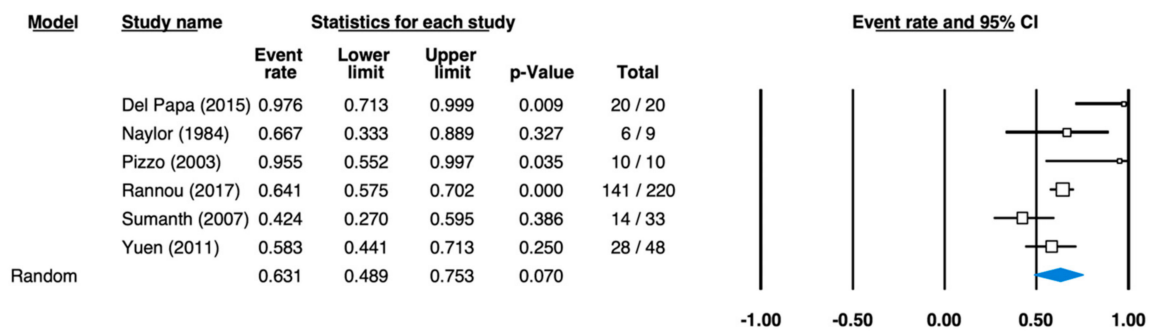 Model Study name Statistics for each study Event rate and 95% CI
Event Lower Upper
rate limit limit p-Value Total
Del Papa (2015) 0.976 0.713 0.999 0.009 20 / 20
Naylor (1984) 0.667 0.333 0.889 0.327 6 / 9
Pizzo (2003) 0.955 0.552 0.997 0.035 10 / 10
Rannou (2017) 0.641 0.575 0.702 0.000 141 / 220
Sumanth (2007) 0.424 0.270 0.595 0.386 14 / 33
Yuen (2011) 0.583 0.441 0.713 0.250 28 / 48
Random 0.631 0.489 0.753 0.070
-1.00 -0.50 0.00 0.50 1.00